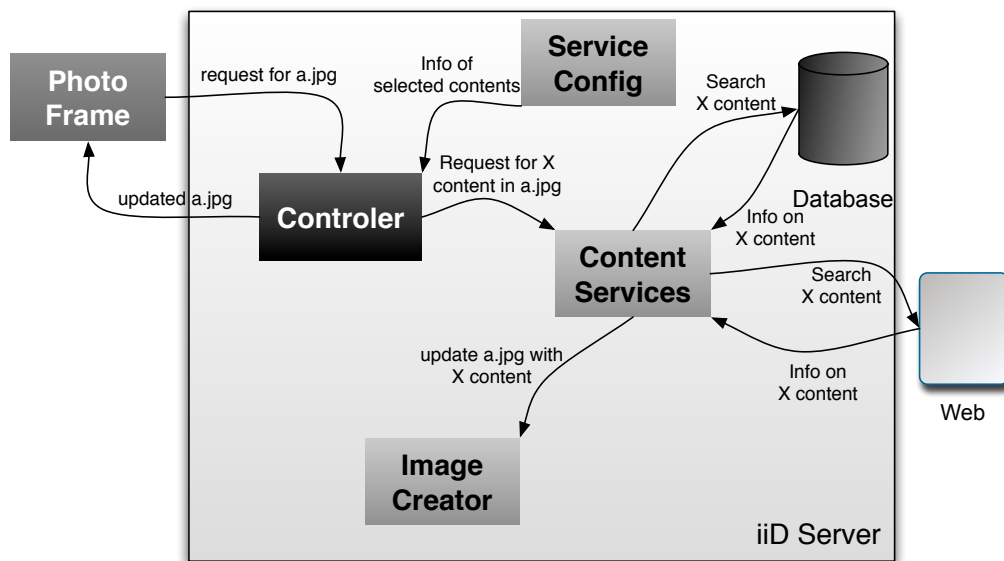 Service
Config
Photo
Frame
request for a.jpg
Info of
selected contents
Search
X content
Request for X
content in a.jpg
updated a.jpg
Controler
Database
Info on
X content
Content
Services
Search
X content
update a.jpg with
X content
Info on
X content
Web
Image
Creator
iiD Server